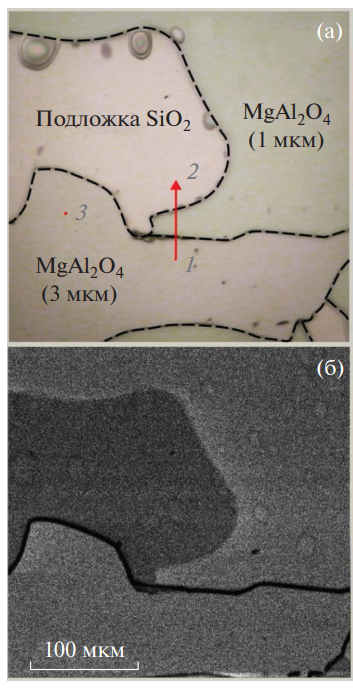 (а)
Подложка SiO2
MgAl2O4
(1 мкм)
2
3
1
MgAl2O4
(3 мкм)
(б)
100 мкм